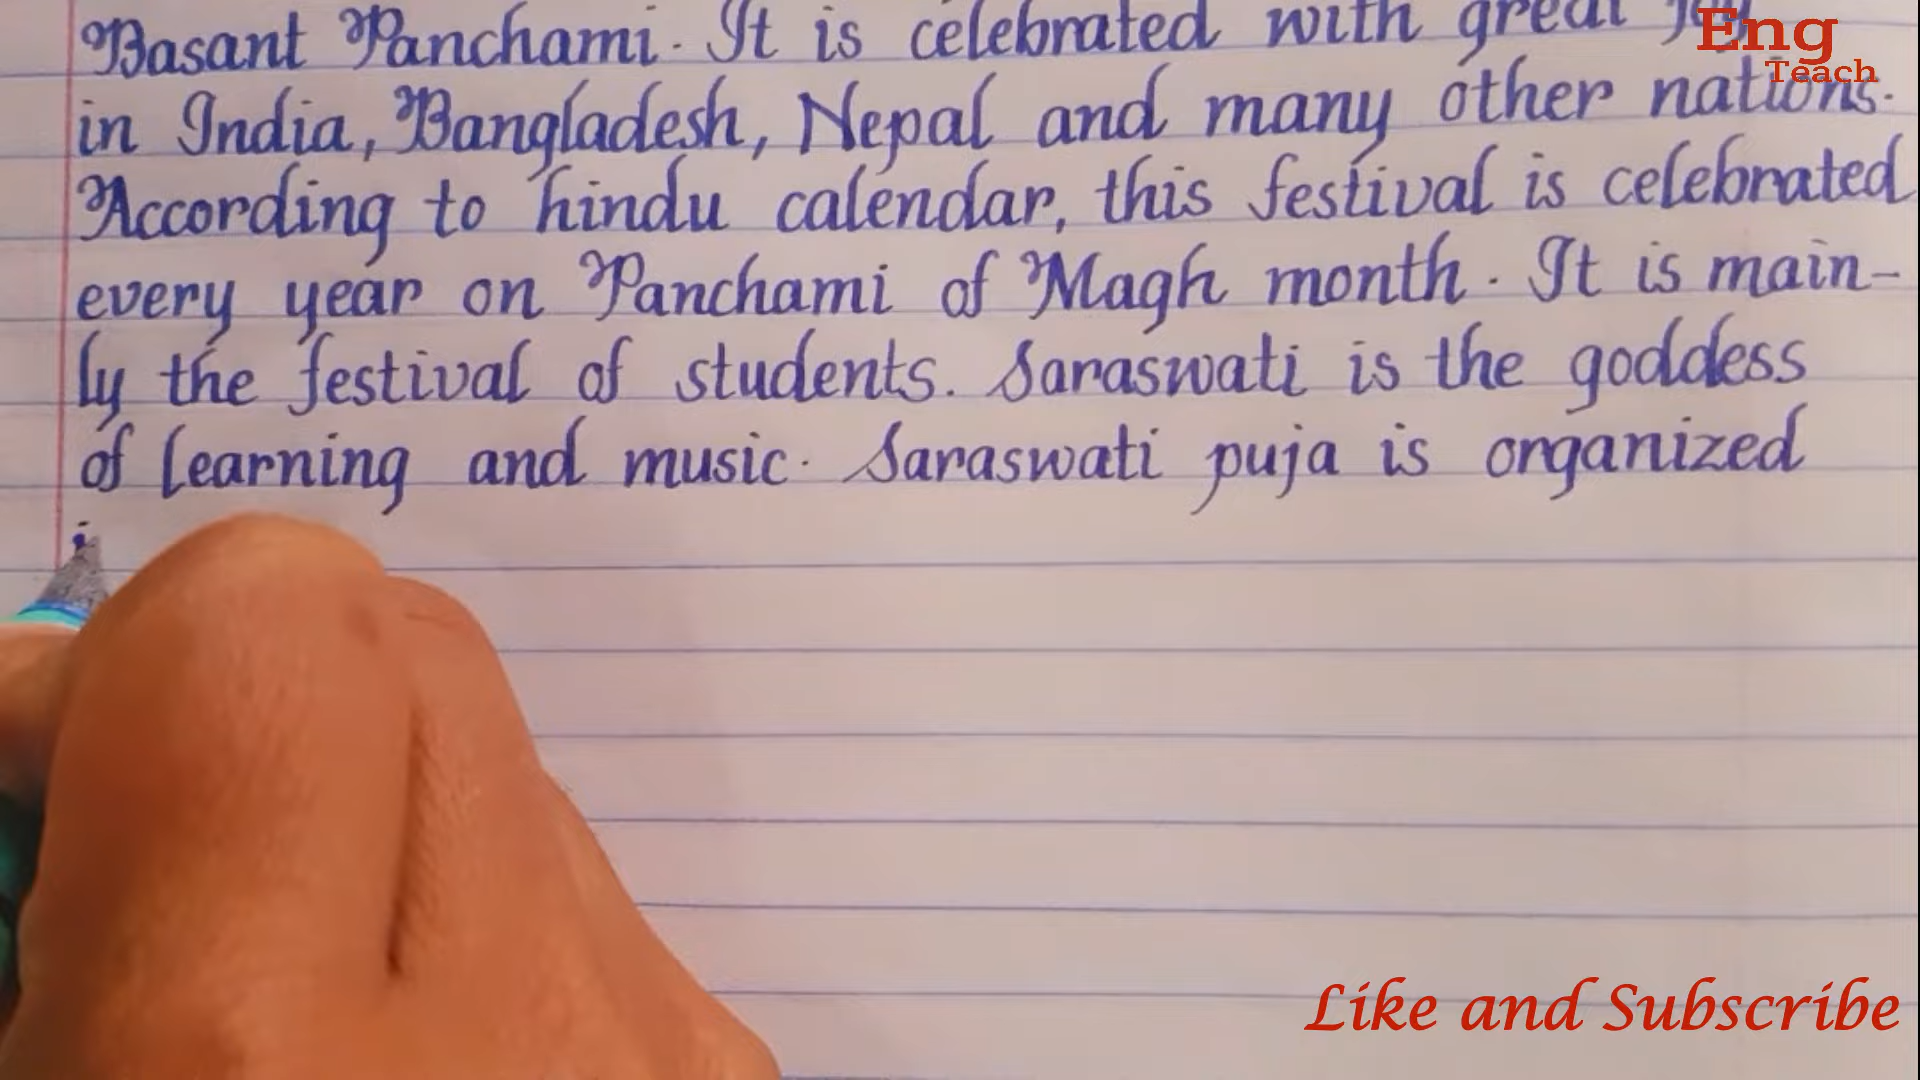 Basant Panchami. It is celebrated with great joy
Eng
Teach
in India, Bangladesh, Nepal and many other nations.
According to hindu calendar, this festival is celebrated
every year on Panchami of Magh month. It is main-
ly the festival of students. Saraswati is the goddess
of learning and music. Saraswati puja is organized
i
Like and Subscribe